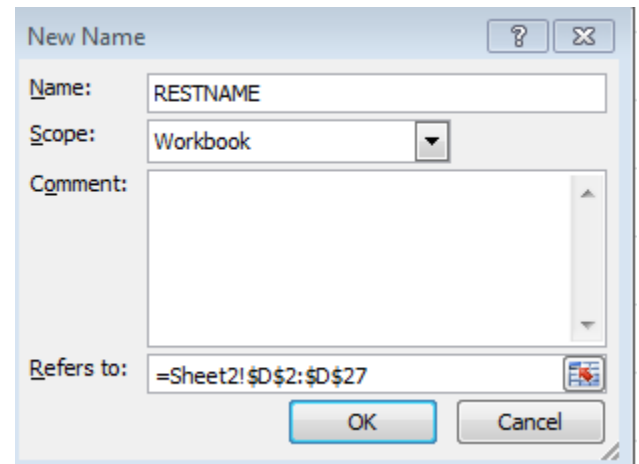 New Name
Name: RESTNAME
Scope: Workbook
Comment:
Refers to: =Sheet2!$D$2:$D$27
OK Cancel